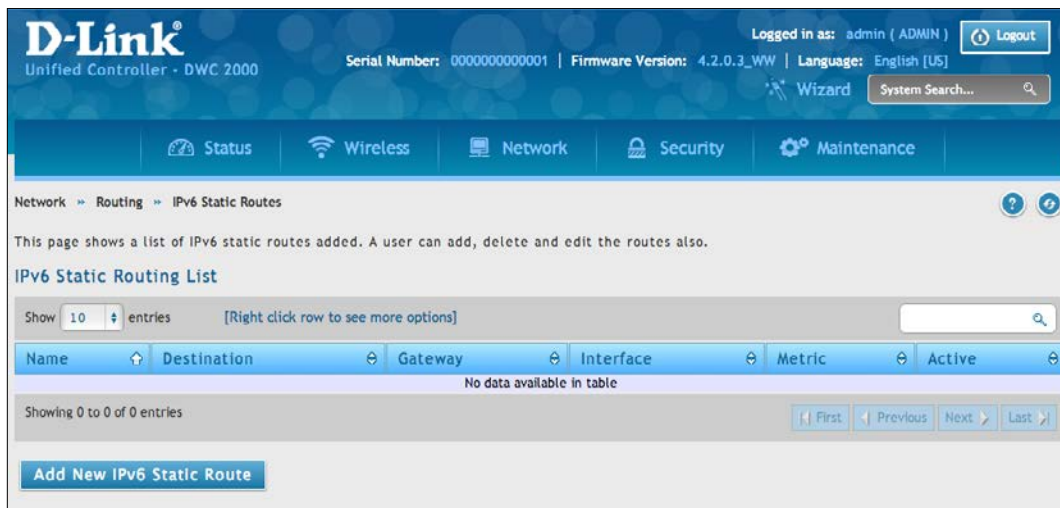 D-Link®
Unified Controller - DWC 2000
Logged in as: admin ( ADMIN )
Logout
Serial Number: 0000000000001 | Firmware Version: 4.2.0.3_WW | Language: English [US]
Wizard
System Search...
Status
Wireless
Network
Security
Maintenance
Network » Routing » IPv6 Static Routes
?
This page shows a list of IPv6 static routes added. A user can add, delete and edit the routes also.
IPv6 Static Routing List
Show 10 entries [Right click row to see more options]
Name Destination Gateway Interface Metric Active
No data available in table
Showing 0 to 0 of 0 entries
First Previous Next Last
Add New IPv6 Static Route